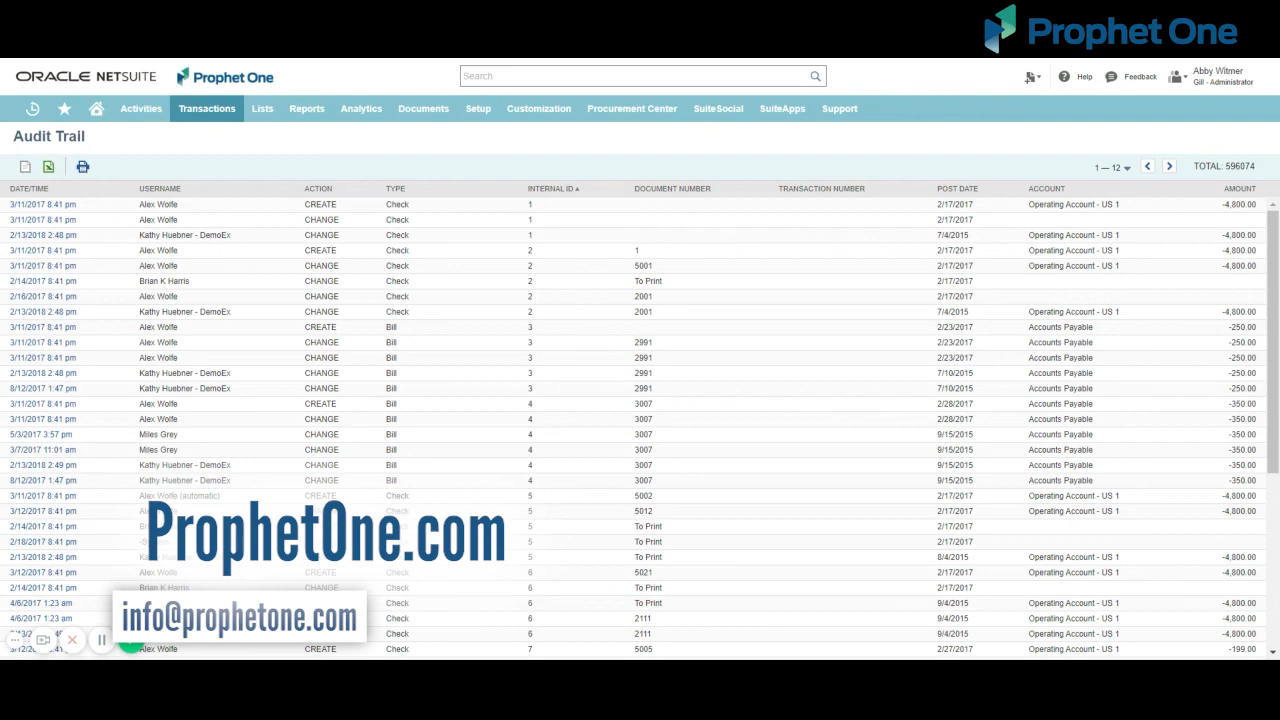 Prophet One
ORACLE NETSUITE Prophet One Search Help Feedback Abby Witmer
Gill - Administrator
Activities Transactions Lists Reports Analytics Documents Setup Customization Procurement Center SuiteSocial SuiteApps Support
Audit Trail
1 — 12 TOTAL: 596074
DATE/TIME USERNAME ACTION TYPE INTERNAL ID DOCUMENT NUMBER TRANSACTION NUMBER POST DATE ACCOUNT AMOUNT
3/11/2017 8:41 pm Alex Wolfe CREATE Check 1 2/17/2017 Operating Account - US 1 -4,800.00
3/11/2017 8:41 pm Alex Wolfe CHANGE Check 1 2/17/2017
2/13/2018 2:48 pm Kathy Huebner - DemoEx CHANGE Check 1 7/4/2015 Operating Account - US 1 -4,800.00
3/11/2017 8:41 pm Alex Wolfe CREATE Check 2 1 2/17/2017 Operating Account - US 1 -4,800.00
3/11/2017 8:41 pm Alex Wolfe CHANGE Check 2 5001 2/17/2017 Operating Account - US 1 -4,800.00
2/14/2017 8:41 pm Brian K Harris CHANGE Check 2 To Print 2/17/2017
2/16/2017 8:41 pm Alex Wolfe CHANGE Check 2 2001 2/17/2017
2/13/2018 2:48 pm Kathy Huebner - DemoEx CHANGE Check 2 2001 7/4/2015 Operating Account - US 1 -4,800.00
3/11/2017 8:41 pm Alex Wolfe CREATE Bill 3 2/23/2017 Accounts Payable -250.00
3/11/2017 8:41 pm Alex Wolfe CHANGE Bill 3 2991 2/23/2017 Accounts Payable -250.00
3/11/2017 8:41 pm Alex Wolfe CHANGE Bill 3 2991 2/23/2017 Accounts Payable -250.00
2/13/2018 2:48 pm Kathy Huebner - DemoEx CHANGE Bill 3 2991 7/10/2015 Accounts Payable -250.00
8/12/2017 1:47 pm Kathy Huebner - DemoEx CHANGE Bill 3 2991 7/10/2015 Accounts Payable -250.00
3/11/2017 8:41 pm Alex Wolfe CREATE Bill 4 3007 2/28/2017 Accounts Payable -350.00
3/11/2017 8:41 pm Alex Wolfe CHANGE Bill 4 3007 2/28/2017 Accounts Payable -350.00
5/3/2017 3:57 pm Miles Grey CHANGE Bill 4 3007 9/15/2015 Accounts Payable -350.00
3/7/2017 11:01 am Miles Grey CHANGE Bill 4 3007 9/15/2015 Accounts Payable -350.00
2/13/2018 2:49 pm Kathy Huebner - DemoEx CHANGE Bill 4 3007 9/15/2015 Accounts Payable -350.00
8/12/2017 1:47 pm Kathy Huebner - DemoEx CHANGE Bill 4 3007 9/15/2015 Accounts Payable -350.00
3/11/2017 8:41 pm Alex Wolfe (automatic) CREATE Check 5 5002 2/17/2017 Operating Account - US 1 -4,800.00
3/12/2017 8:41 pm 5 5012 2/17/2017 Operating Account - US 1 -4,800.00
2/14/2017 8:41 pm 5 To Print 2/17/2017
2/18/2017 8:41 pm 5 To Print 2/17/2017
2/13/2018 2:48 pm 5 To Print 8/4/2015 Operating Account - US 1 -4,800.00
ProphetOne.com
3/12/2017 8:41 pm Alex Wolfe CREATE Check 6 5021 2/17/2017 Operating Account - US 1 -4,800.00
2/14/2017 8:41 pm Brian K Harris CHANGE Check 6 To Print 2/17/2017
4/6/2017 1:23 am Check 6 To Print 9/4/2015 Operating Account - US 1 -4,800.00
4/6/2017 1:23 am Check 6 2111 9/4/2015 Operating Account - US 1 -4,800.00
info@prophetone.com
Check 6 2111 9/4/2015 Operating Account - US 1 -4,800.00
Alex Wolfe CREATE Check 7 5005 2/27/2017 Operating Account - US 1 -199.00